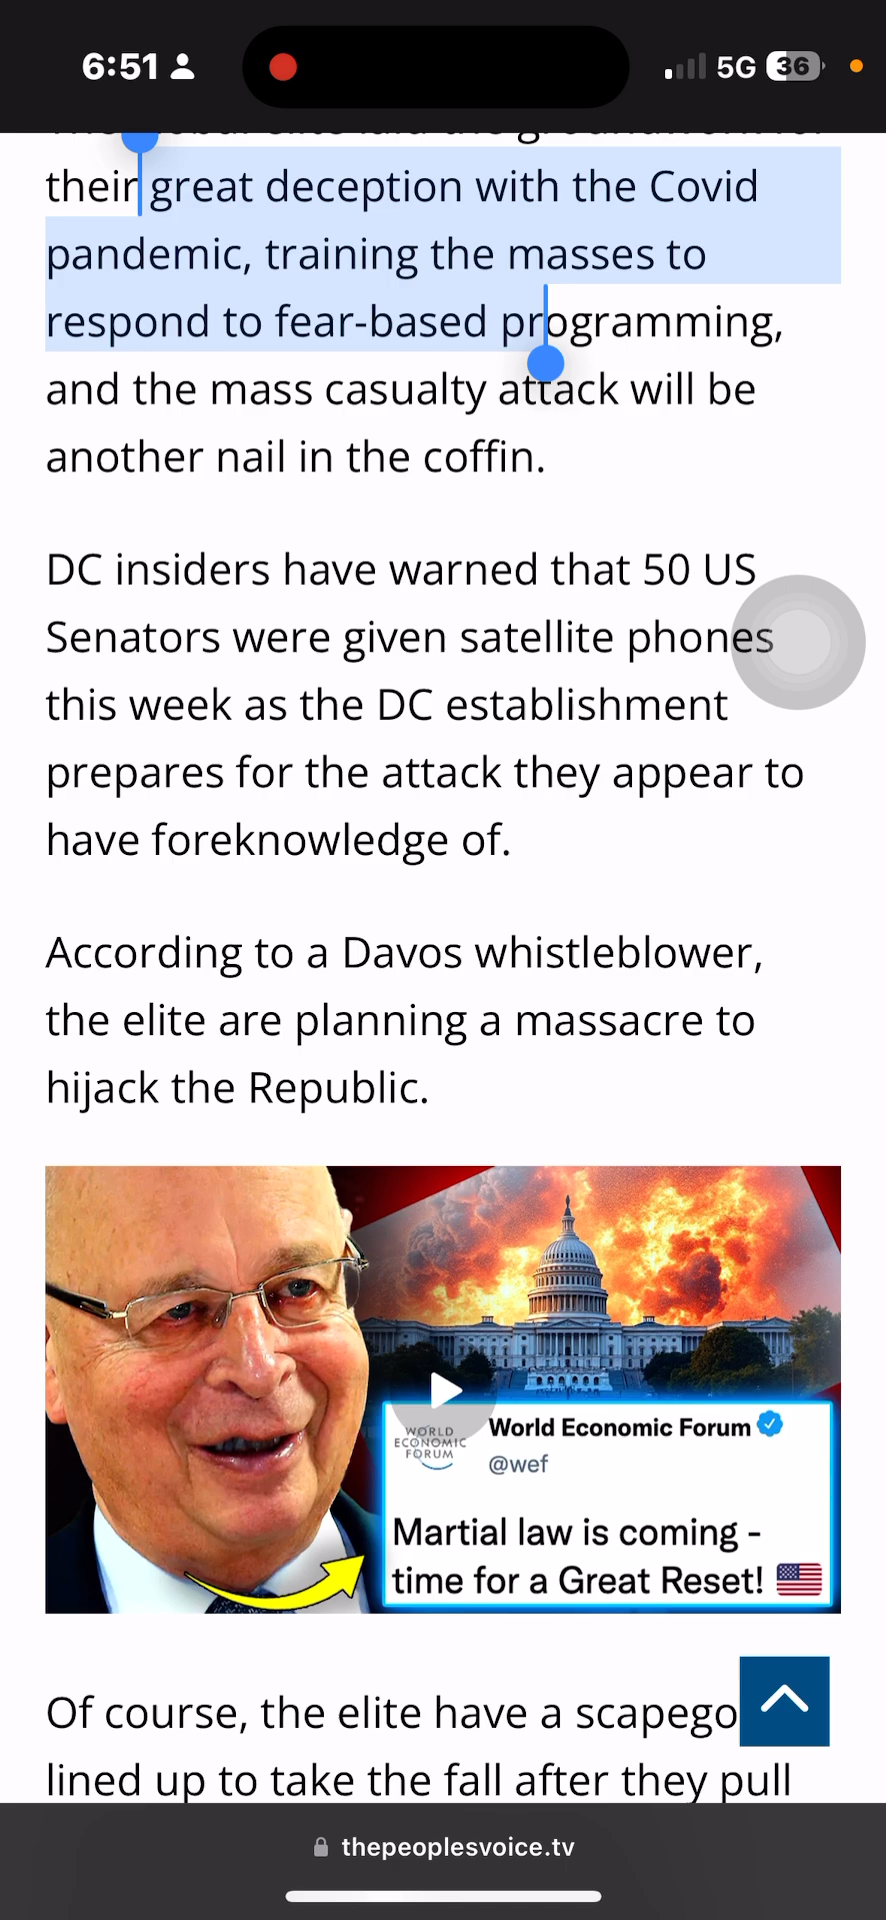 6:51
5G 36
their great deception with the Covid
pandemic, training the masses to
respond to fear-based programming,
and the mass casualty attack will be
another nail in the coffin.
DC insiders have warned that 50 US
Senators were given satellite phones
this week as the DC establishment
prepares for the attack they appear to
have foreknowledge of.
According to a Davos whistleblower,
the elite are planning a massacre to
hijack the Republic.
WORLD
ECONOMIC
FORUM
World Economic Forum
@wef
Martial law is coming -
time for a Great Reset!
Of course, the elite have a scapego
lined up to take the fall after they pull
thepeoplesvoice.tv